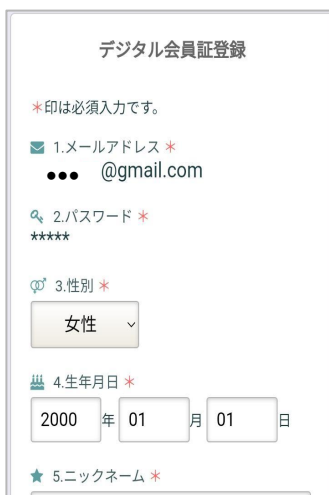 デジタル会員証登録
＊印は必須入力です。
1.メールアドレス ＊
●●● @gmail.com
2.パスワード ＊
*****
3.性別 ＊
女性
4.生年月日 ＊
2000 年 01 月 01 日
5.ニックネーム ＊